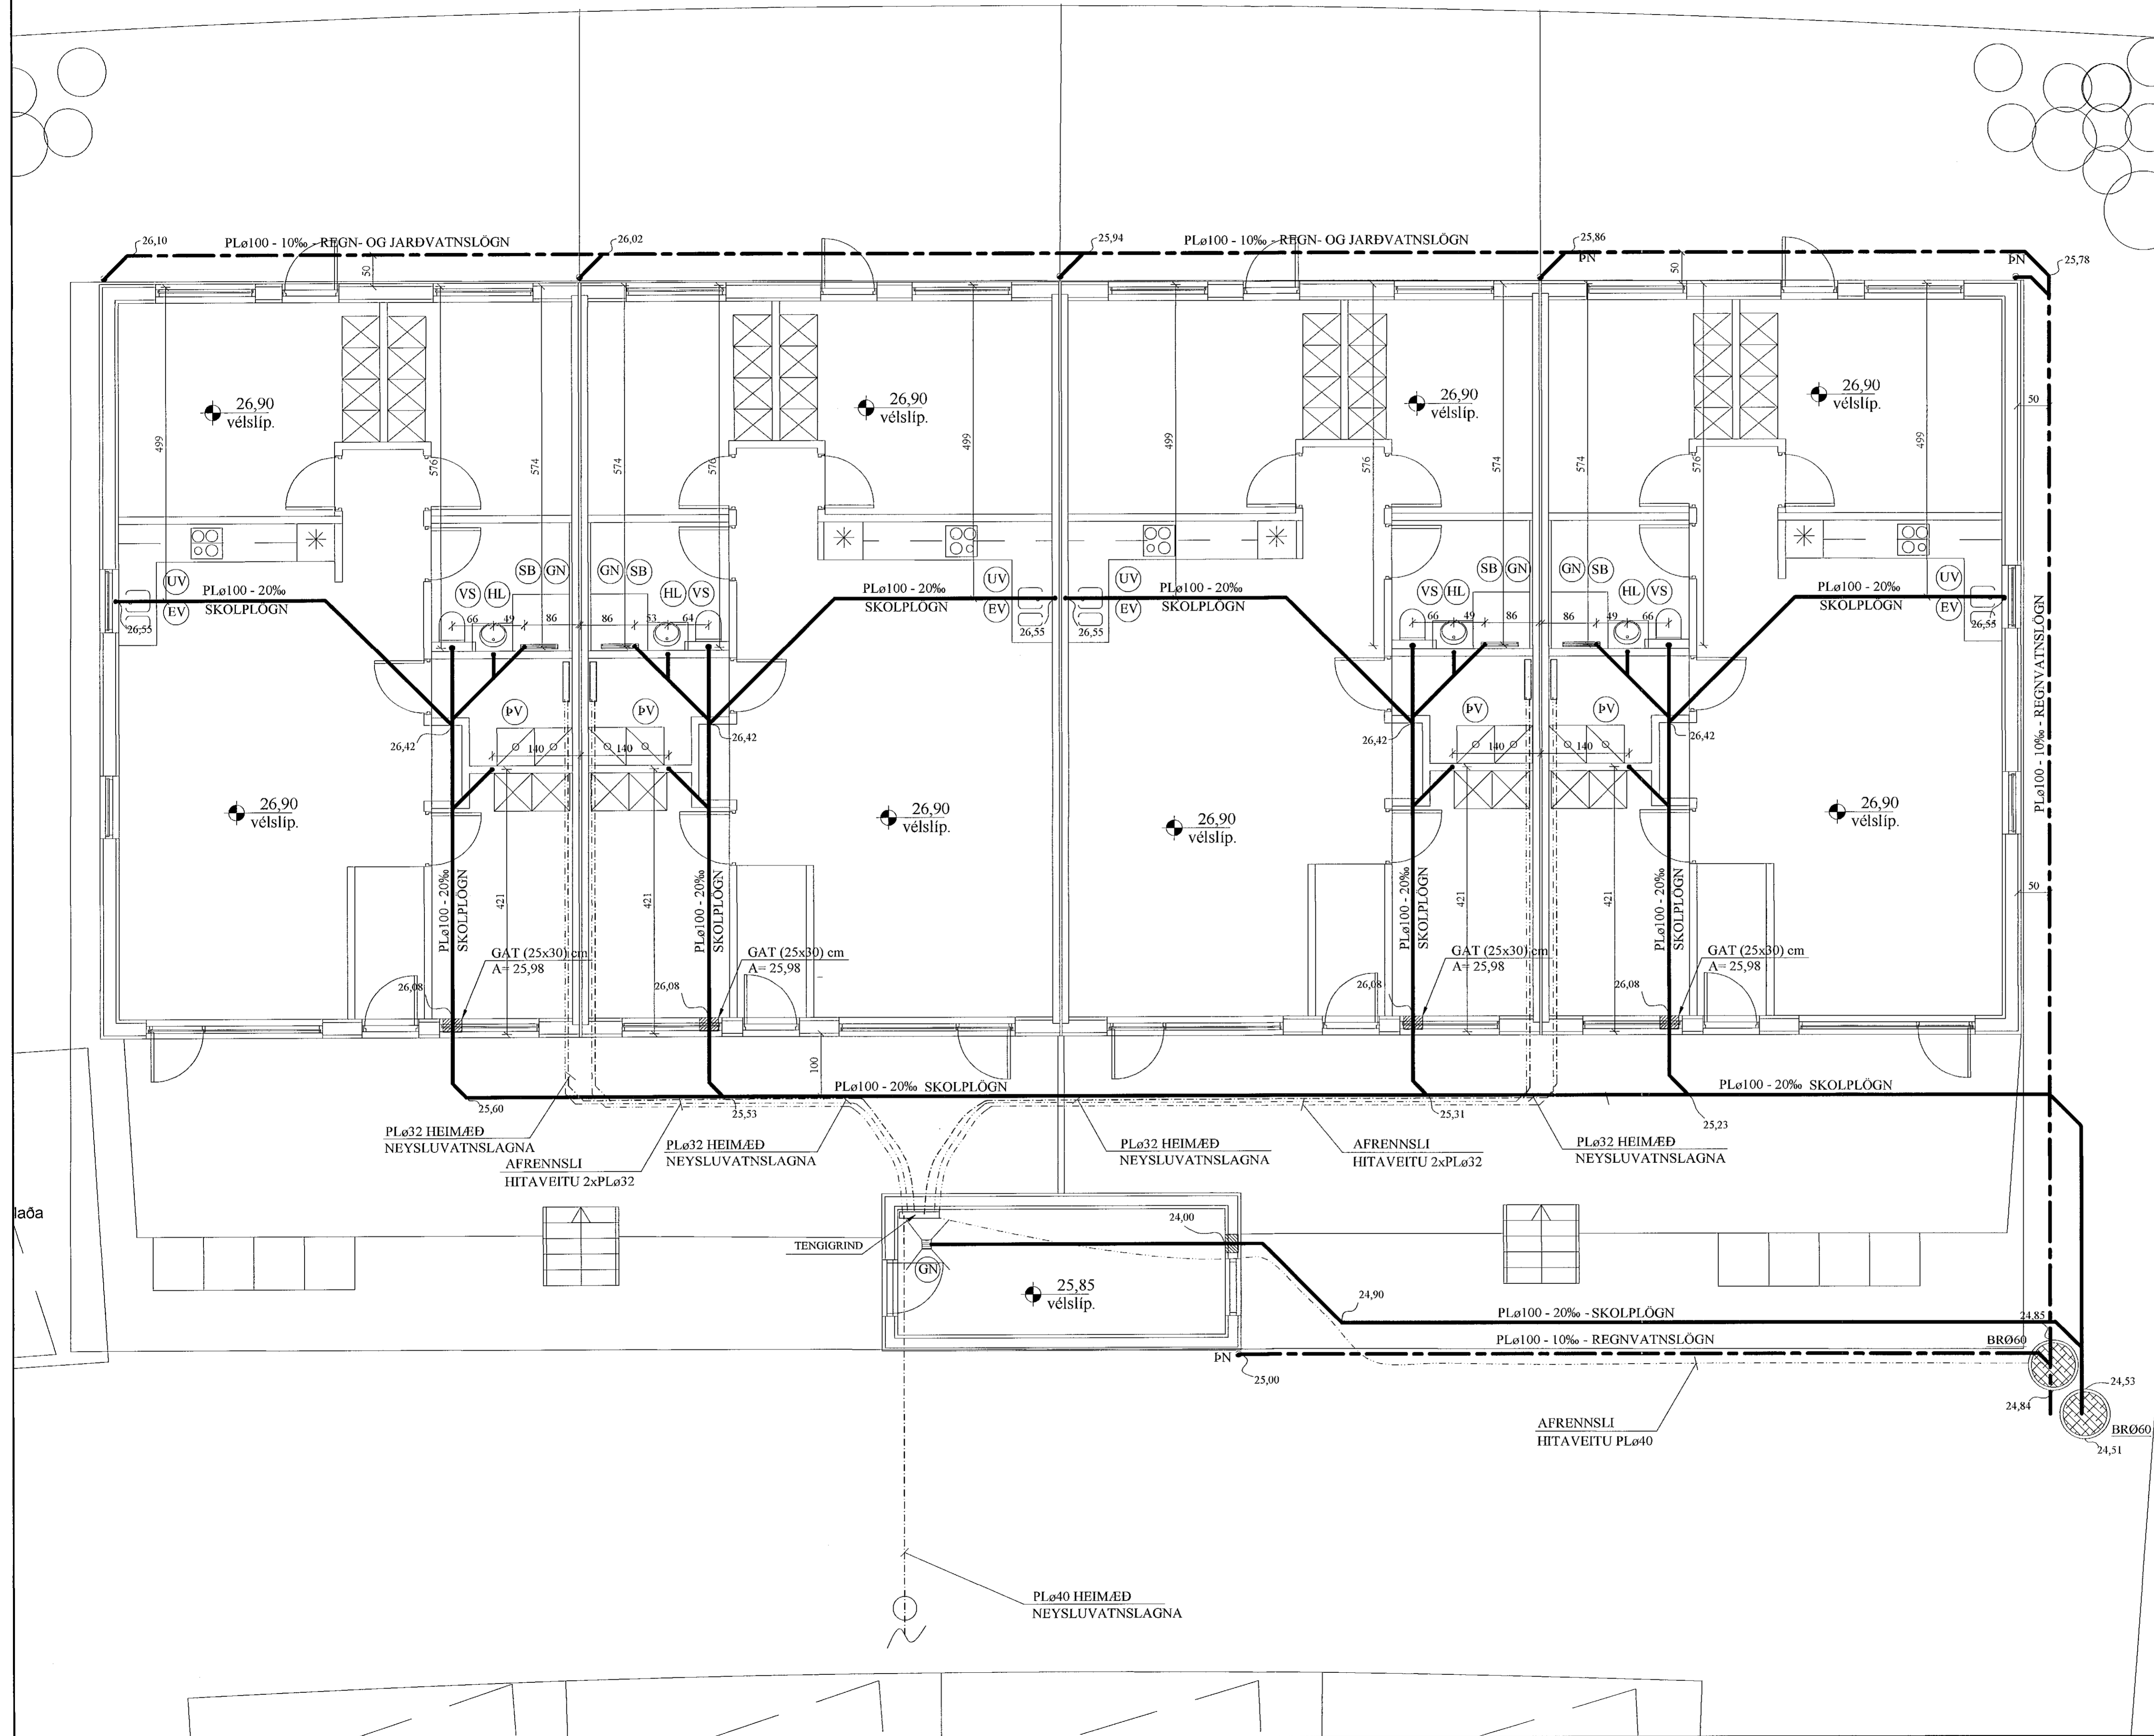 26,10
PLø100 - 10‰ - REGN- OG JARÐVATNSLÖGN
26,02
25,94
PLø100 - 10‰ - REGN- OG JARÐVATNSLÖGN
25,86
ÞN
ÞN
25,78
50
50
26,90
vélslíp.
26,90
vélslíp.
26,90
vélslíp.
26,90
vélslíp.
50
499
576
574
574
576
499
499
576
574
574
576
499
UV
EV
VS
HL
SB
GN
GN
SB
HL
VS
UV
EV
UV
EV
VS
HL
SB
GN
GN
SB
HL
VS
UV
EV
PLø100 - 20‰
SKOLPLÖGN
PLø100 - 20‰
SKOLPLÖGN
PLø100 - 20‰
SKOLPLÖGN
PLø100 - 20‰
SKOLPLÖGN
26,55
66
49
86
86
53
64
26,55
26,55
66
49
86
86
49
66
26,55
PLø100 - 10‰ - REGNVATNSLÖGN
ÞV
ÞV
ÞV
ÞV
26,42
140
140
26,42
26,42
140
140
26,42
26,90
vélslíp.
26,90
vélslíp.
26,90
vélslíp.
26,90
vélslíp.
PLø100 - 20‰
SKOLPLÖGN
421
421
PLø100 - 20‰
SKOLPLÖGN
PLø100 - 20‰
SKOLPLÖGN
421
421
PLø100 - 20‰
SKOLPLÖGN
50
GAT (25x30) cm
A= 25,98
GAT (25x30) cm
A= 25,98
GAT (25x30) cm
A= 25,98
GAT (25x30) cm
A= 25,98
26,08
26,08
26,08
26,08
100
PLø100 - 20‰ SKOLPLÖGN
PLø100 - 20‰ SKOLPLÖGN
25,60
25,53
25,31
25,23
PLø32 HEIMÆÐ
NEYSLUVATNSLAGNA
AFRENNSLI
HITAVEITU 2xPLø32
PLø32 HEIMÆÐ
NEYSLUVATNSLAGNA
PLø32 HEIMÆÐ
NEYSLUVATNSLAGNA
AFRENNSLI
HITAVEITU 2xPLø32
PLø32 HEIMÆÐ
NEYSLUVATNSLAGNA
laða
TENGIGRIND
24,00
GN
25,85
vélslíp.
24,90
PLø100 - 20‰ - SKOLPLÖGN
24,85
PLø100 - 10‰ - REGNVATNSLÖGN
BRØ60
ÞN
25,00
24,53
24,84
BRØ60
24,51
AFRENNSLI
HITAVEITU PLø40
PLø40 HEIMÆÐ
NEYSLUVATNSLAGNA